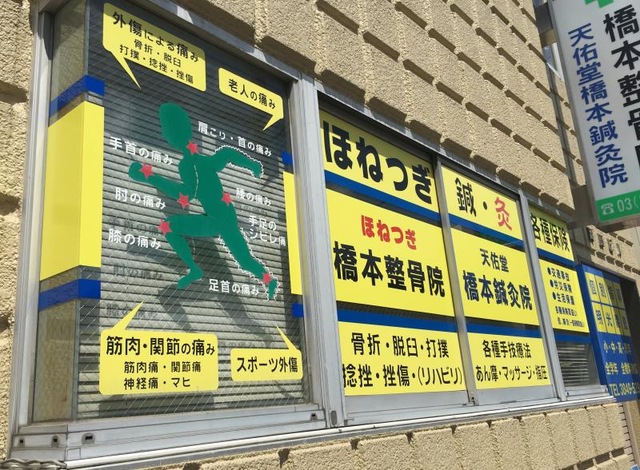 外傷による痛み
骨折・脱臼
打撲・捻挫・挫傷
老人の痛み
肩こり・首の痛み
手首の痛み
肘の痛み
膝の痛み
腰の痛み
手足の
シビレ痛
足首の痛み
筋肉・関節の痛み
筋肉痛・関節痛
神経痛・マヒ
スポーツ外傷
ほねつぎ
ほねつぎ
橋本整骨院
骨折・脱臼・打撲
捻挫・挫傷・(リハビリ)
鍼・灸
天佑堂
橋本鍼灸院
各種手技療法
あん摩・マッサージ・指圧
各種保険
橋本整骨
天佑堂橋本鍼灸院
☎03(
小・中・高
TEL